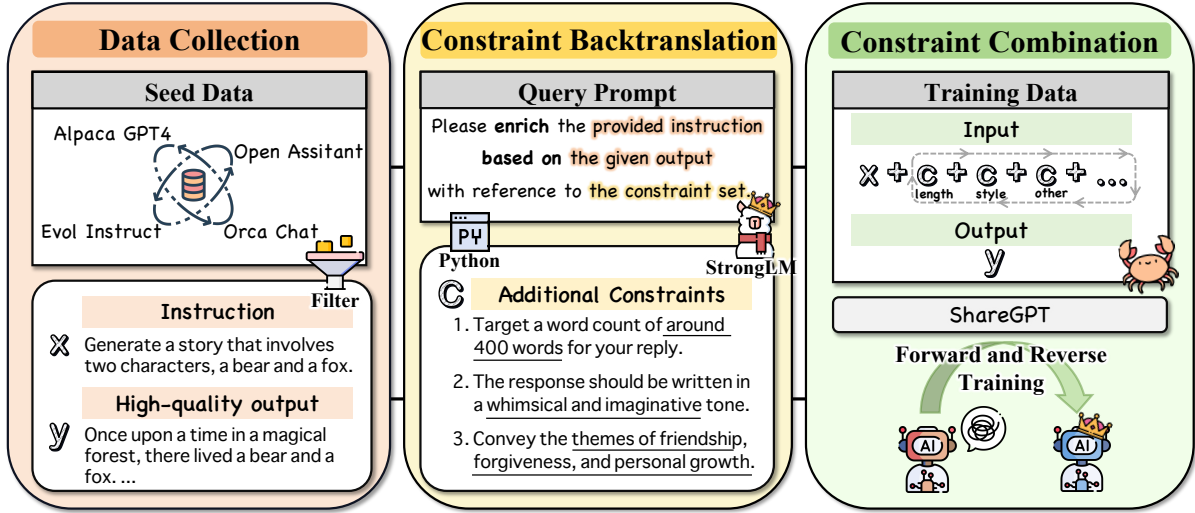 Data Collection
Seed Data
Alpaca GPT4
Open Assitant
Evol Instruct
Orca Chat
Filter
Instruction
X
Generate a story that involves
two characters, a bear and a fox.
High-quality output
y
Once upon a time in a magical
forest, there lived a bear and a
fox. ...
Constraint Backtranslation
Query Prompt
Please enrich the provided instruction
based on the given output
with reference to the constraint set.
PY
Python
StrongLM
C Additional Constraints
1. Target a word count of around
400 words for your reply.
2. The response should be written in
a whimsical and imaginative tone.
3. Convey the themes of friendship,
forgiveness, and personal growth.
Constraint Combination
Training Data
Input
X + C + C + C + ...
length style other
Output
y
ShareGPT
Forward and Reverse
Training
AI
AI